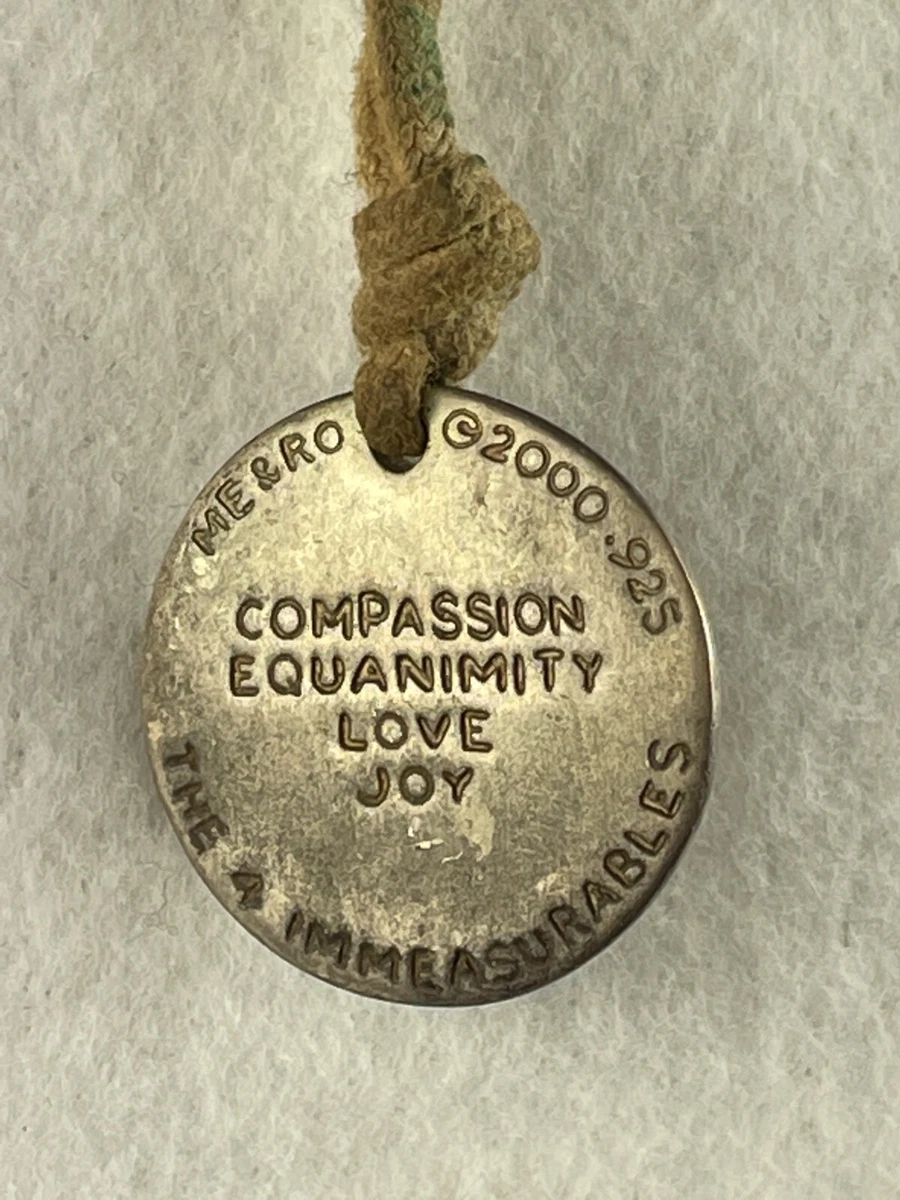 ME&RO ©2000 .925
COMPASSION
EQUANIMITY
LOVE
JOY
THE 4 IMMEASURABLES